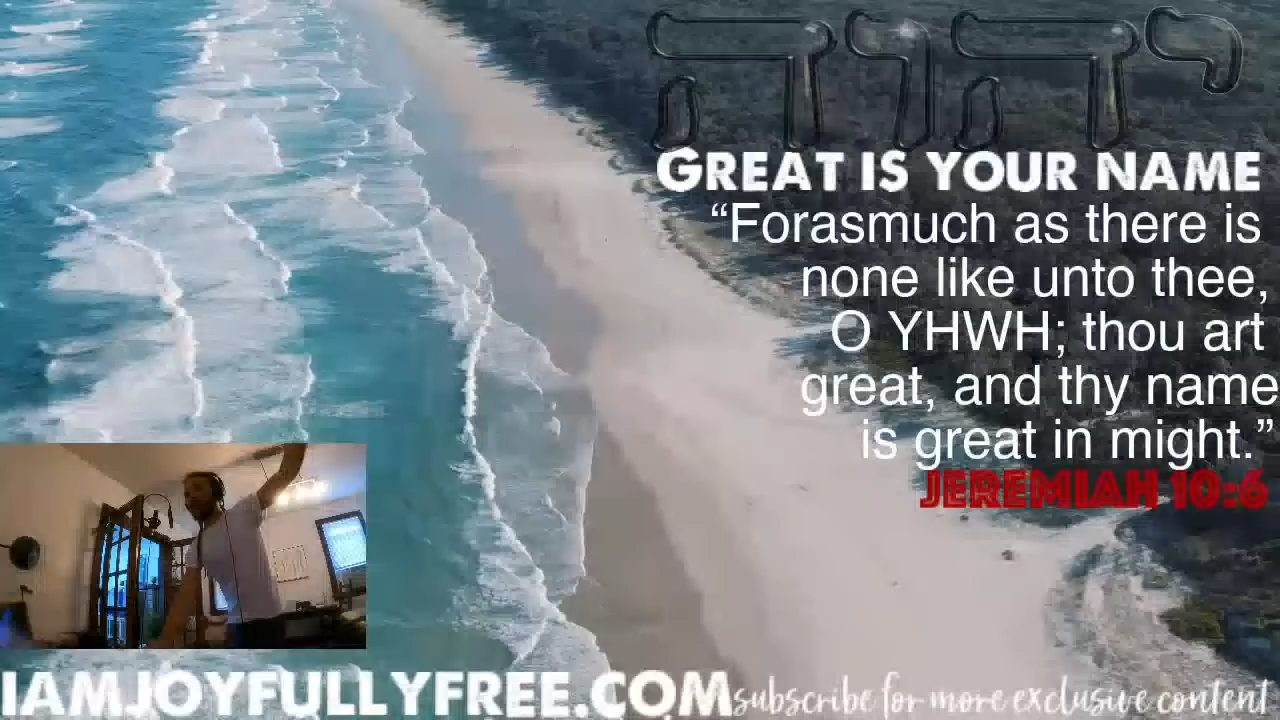 יהוה
GREAT IS YOUR NAME
“Forasmuch as there is
none like unto thee,
O YHWH; thou art
great, and thy name
is great in might.”
JEREMIAH 10:6
IAMJOYFULLYFREE.COM
subscribe for more exclusive content